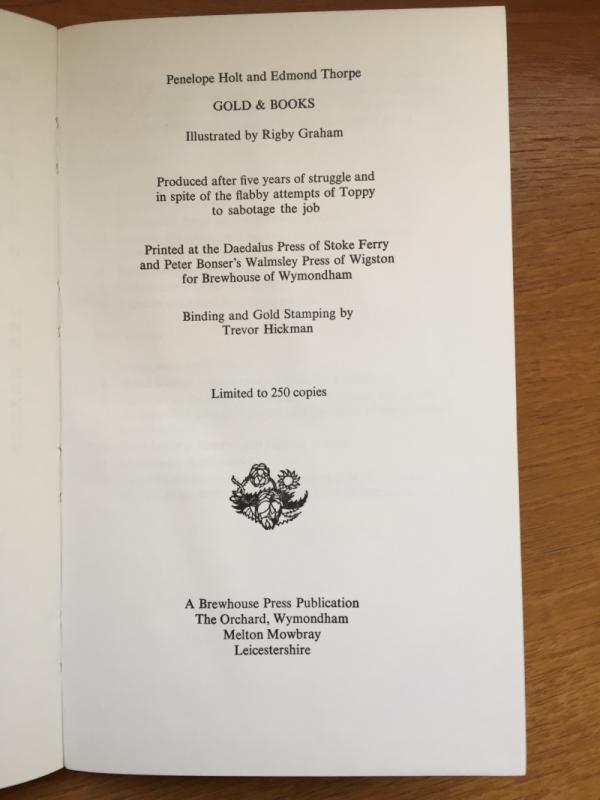 Penelope Holt and Edmond Thorpe
GOLD & BOOKS
Illustrated by Rigby Graham
Produced after five years of struggle and
in spite of the flabby attempts of Toppy
to sabotage the job
Printed at the Daedalus Press of Stoke Ferry
and Peter Bonser's Walmsley Press of Wigston
for Brewhouse of Wymondham
Binding and Gold Stamping by
Trevor Hickman
Limited to 250 copies
A Brewhouse Press Publication
The Orchard, Wymondham
Melton Mowbray
Leicestershire